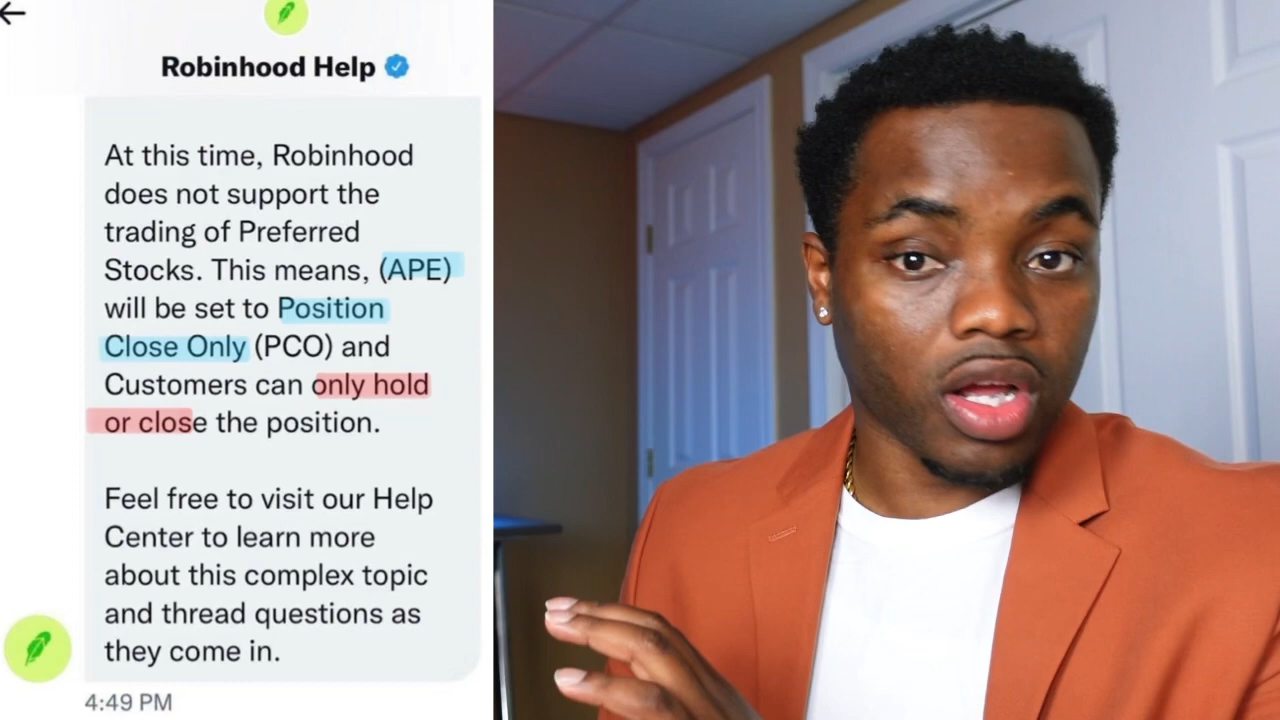 Robinhood Help
At this time, Robinhood
does not support the
trading of Preferred
Stocks. This means, (APE)
will be set to Position
Close Only (PCO) and
Customers can only hold
or close the position.
Feel free to visit our Help
Center to learn more
about this complex topic
and thread questions as
they come in.
4:49 PM